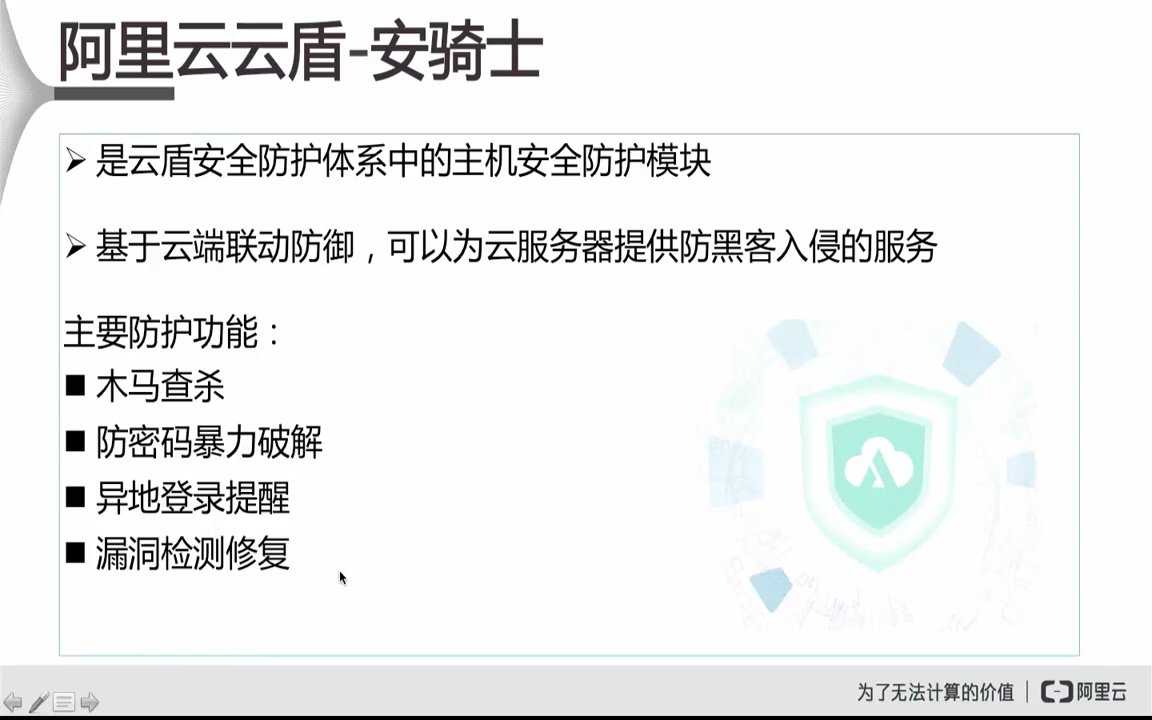 阿里云云盾-安骑士
➢ 是云盾安全防护体系中的主机安全防护模块
➢ 基于云端联动防御，可以为云服务器提供防黑客入侵的服务
主要防护功能：
■ 木马查杀
■ 防密码暴力破解
■ 异地登录提醒
■ 漏洞检测修复
为了无法计算的价值 | 阿里云